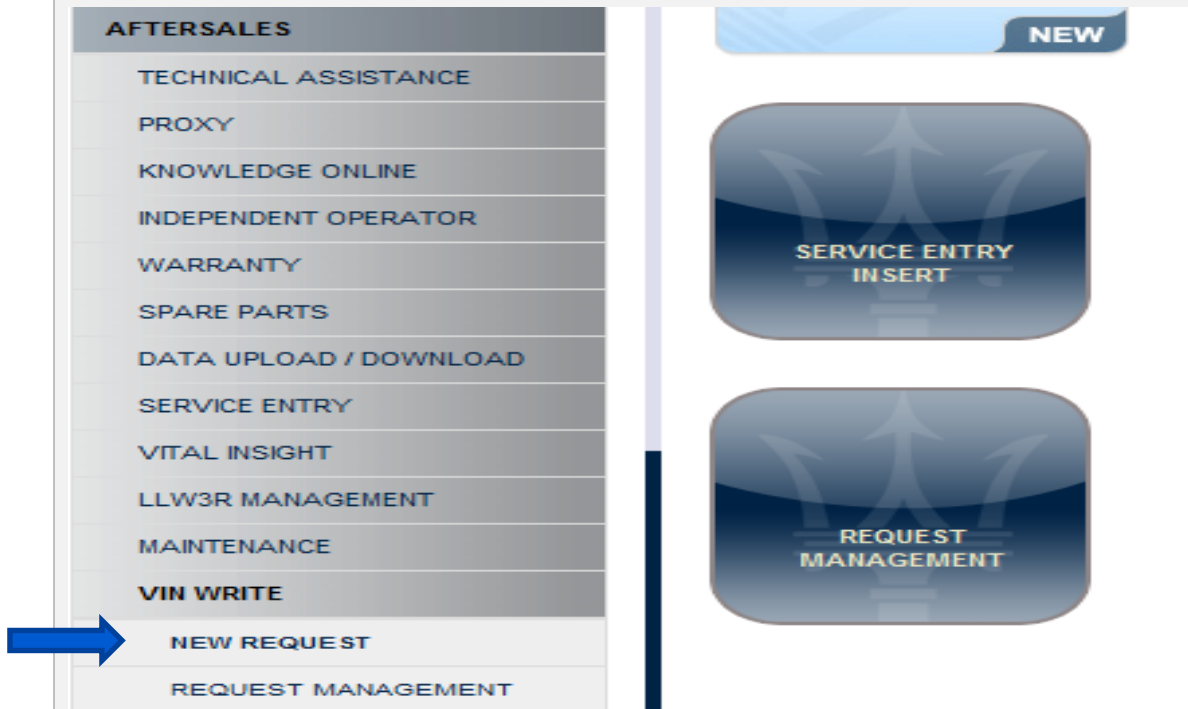 AFTERSALES
TECHNICAL ASSISTANCE
PROXY
KNOWLEDGE ONLINE
INDEPENDENT OPERATOR
WARRANTY
SPARE PARTS
DATA UPLOAD / DOWNLOAD
SERVICE ENTRY
VITAL INSIGHT
LLW3R MANAGEMENT
MAINTENANCE
VIN WRITE
NEW REQUEST
REQUEST MANAGEMENT
NEW
SERVICE ENTRY
INSERT
REQUEST
MANAGEMENT